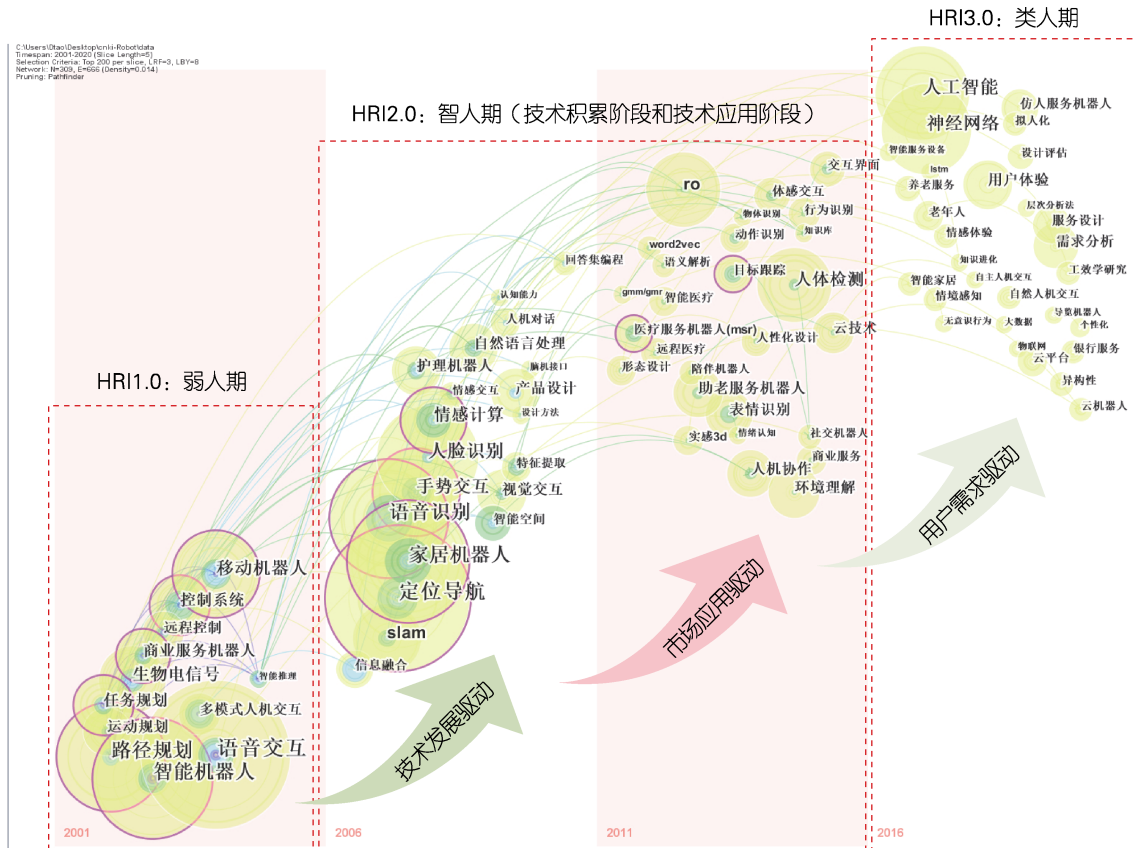 HRI3.0：类人期
C:\Users\Dtao\Desktop\cnki-Robot\data
Timespan: 2001-2020 (Slice Length=5)
Selection Criteria: Top 200 per slice, LRF=3, LBY=8
Network: N=309, E=666 (Density=0.014)
Pruning: Pathfinder
HRI2.0：智人期（技术积累阶段和技术应用阶段）
HRI1.0：弱人期
移动机器人
控制系统
远程控制
商业服务机器人
生物电信号
智能推理
任务规划
多模式人机交互
运动规划
路径规划
语音交互
智能机器人
2001
回答集编程
认知能力
人机对话
自然语言处理
护理机器人
脑机接口
情感交互
产品设计
情感计算
设计方法
人脸识别
特征提取
手势交互
视觉交互
语音识别
智能空间
家居机器人
定位导航
slam
信息融合
2006
交互界面
ro
体感交互
物体识别
行为识别
动作识别
知识库
word2vec
语义解析
目标跟踪
人体检测
gmm/gmr
智能医疗
医疗服务机器人(msr)
人性化设计
云技术
远程医疗
形态设计
陪伴机器人
助老服务机器人
表情识别
实感3d
情绪认知
社交机器人
商业服务
人机协作
环境理解
2011
人工智能
仿人服务机器人
神经网络
拟人化
智能服务设备
设计评估
lstm
养老服务
用户体验
层次分析法
老年人
服务设计
情感体验
需求分析
知识进化
工效学研究
智能家居
自主人机交互
情境感知
自然人机交互
导览机器人
无意识行为
大数据
个性化
物联网
银行服务
云平台
异构性
云机器人
2016
技术发展驱动
市场应用驱动
用户需求驱动